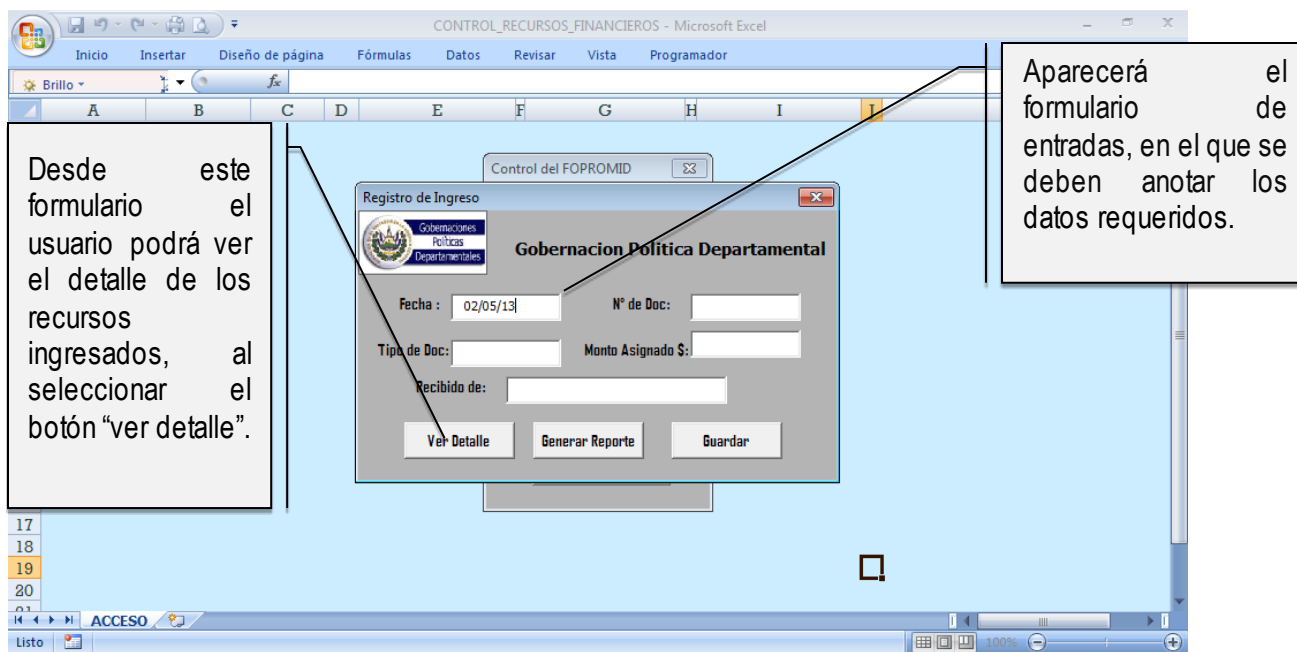 CONTROL_RECURSOS_FINANCIEROS - Microsoft Excel
Inicio Insertar Diseño de página Fórmulas Datos Revisar Vista Programador
Brillo fx
A B C D E F G H I J
Aparecerá el
formulario de
entradas, en el que se
deben anotar los
datos requeridos.
Desde este
formulario el
usuario podrá ver
el detalle de los
recursos
ingresados, al
seleccionar el
botón “ver detalle”.
Control del FOPROMID
Registro de Ingreso
Gobernaciones
Políticas
Departamentales
Gobernacion Politica Departamental
Fecha : 02/05/13 N° de Doc:
Tipo de Doc: Monto Asignado $:
Recibido de:
Ver Detalle Generar Reporte Guardar
17
18
19
20
21
ACCESO
Listo 100%